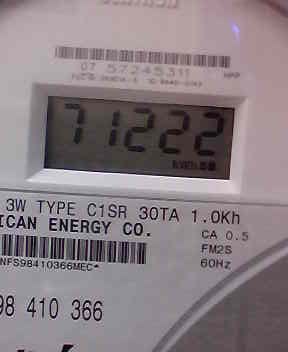 07 57245311
71222
3W TYPE C1SR 30TA 1.0Kh
ICAN ENERGY CO.
CA 0.5
FM2S
NFS98410366MEC*
60Hz
98 410 366